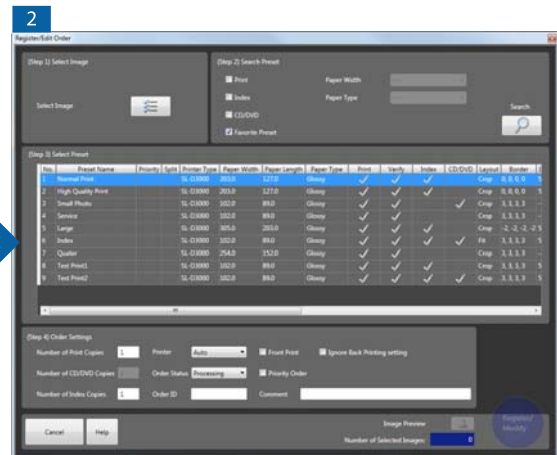 2
Register/Edit Order
(Step 1) Select Image
Select Image
(Step 2) Search Preset
Print
Index
CD/DVD
Favorite Preset
Paper Width
Paper Type
Search
(Step 3) Select Preset
No. Preset Name Priority Split Printer Type Paper Width Paper Length Paper Type Print Verify Index CD/DVD Layout Border
1 Normal Print SL-D3000 203.0 127.0 Glossy Crop 0, 0, 0, 0 5
2 High Quality Print SL-D3000 203.0 127.0 Glossy Crop 0, 0, 0, 0 5
3 Small Photo SL-D3000 102.0 89.0 Glossy Crop 3, 3, 3, 3 -
4 Service SL-D3000 102.0 89.0 Glossy Crop 3, 3, 3, 3 -
5 Large SL-D3000 305.0 203.0 Glossy Crop -2, -2, -2, -2 5
6 Index SL-D3000 102.0 89.0 Glossy Fit 3, 3, 3, 3 5
7 Quater SL-D3000 254.0 152.0 Glossy Crop 3, 3, 3, 3 -
8 Test Print1 SL-D3000 102.0 89.0 Glossy Crop 3, 3, 3, 3 5
9 Test Print2 SL-D3000 102.0 89.0 Glossy Crop 3, 3, 3, 3 5
(Step 4) Order Settings
Number of Print Copies 1 Printer Auto Front Print Ignore Back Printing setting
Number of CD/DVD Copies Order Status Processing Priority Order
Number of Index Copies 1 Order ID Comment
Cancel Help
Image Preview
Number of Selected Images: 0
Register/
Modify